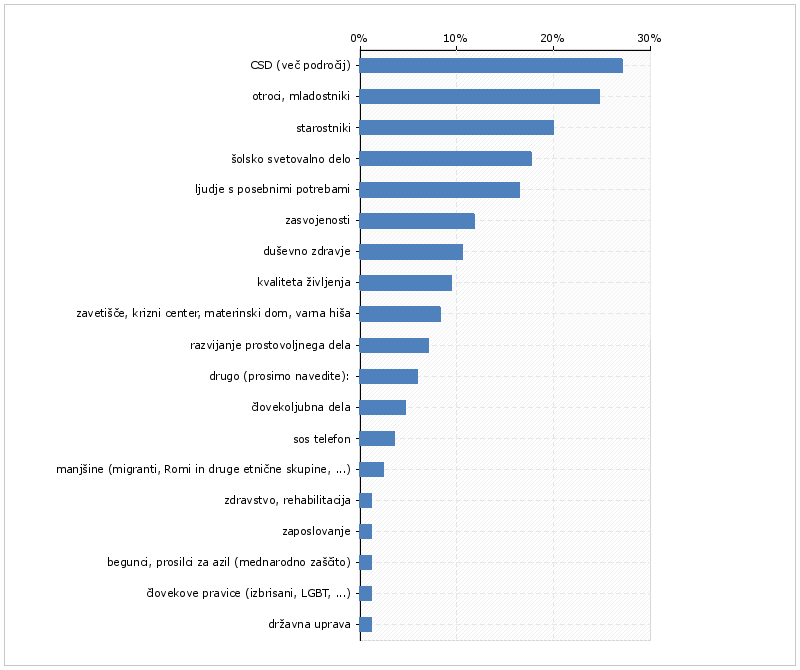 0% 10% 20% 30%
CSD (več področij)
otroci, mladostniki
starostniki
šolsko svetovalno delo
ljudje s posebnimi potrebami
zasvojenosti
duševno zdravje
kvaliteta življenja
zavetišče, krizni center, materinski dom, varna hiša
razvijanje prostovoljnega dela
drugo (prosimo navedite):
človekoljubna dela
sos telefon
manjšine (migranti, Romi in druge etnične skupine, ...)
zdravstvo, rehabilitacija
zaposlovanje
begunci, prosilci za azil (mednarodno zaščito)
človekove pravice (izbrisani, LGBT, ...)
državna uprava